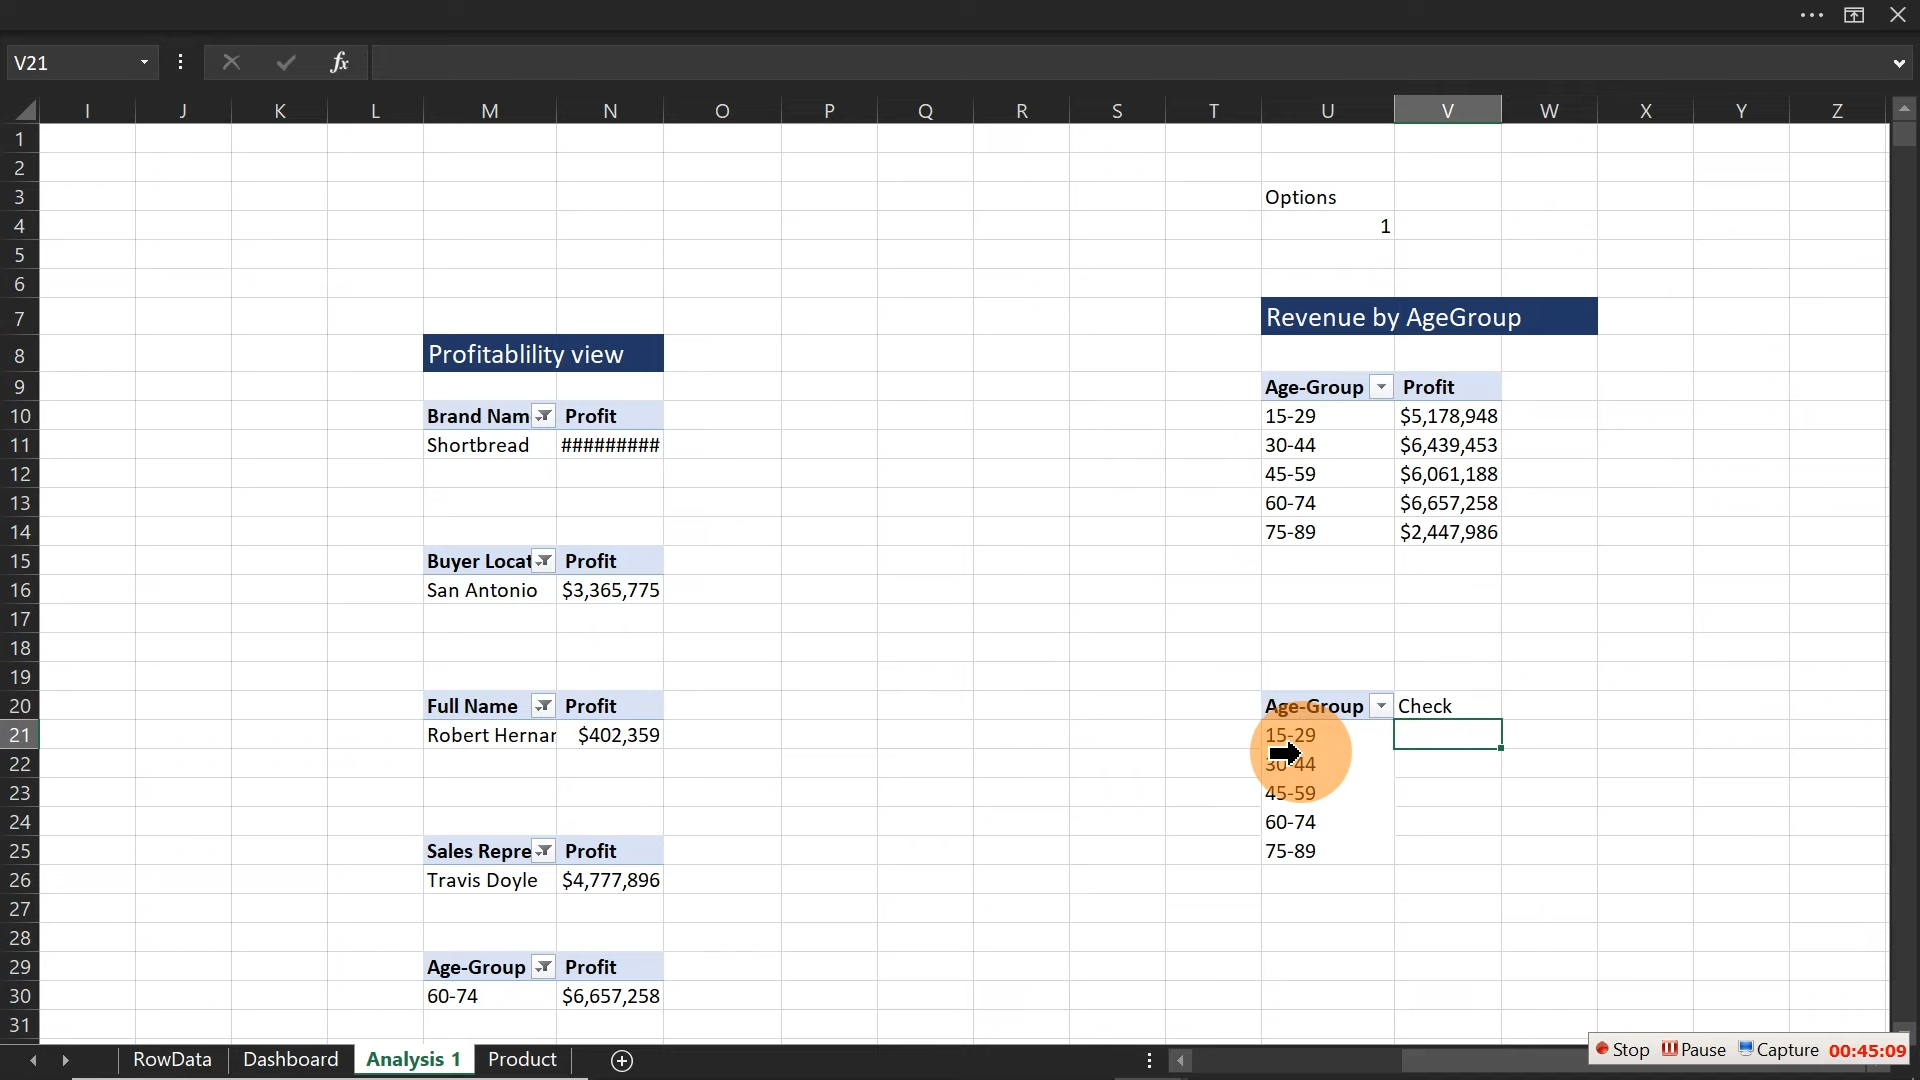 V21
fx
I J K L M N O P Q R S T U V W X Y Z
1
2
3 Options
4 1
5
6
7 Revenue by AgeGroup
8 Profitablility view
9 Age-Group Profit
10 Brand Nam Profit 15-29 $5,178,948
11 Shortbread ######### 30-44 $6,439,453
12 45-59 $6,061,188
13 60-74 $6,657,258
14 75-89 $2,447,986
15 Buyer Locat Profit
16 San Antonio $3,365,775
17
18
19
20 Full Name Profit Age-Group Check
21 Robert Hernar $402,359 15-29
22 30-44
23 45-59
24 60-74
25 Sales Repre Profit 75-89
26 Travis Doyle $4,777,896
27
28
29 Age-Group Profit
30 60-74 $6,657,258
31
Stop Pause Capture 00:45:09
RowData Dashboard Analysis 1 Product